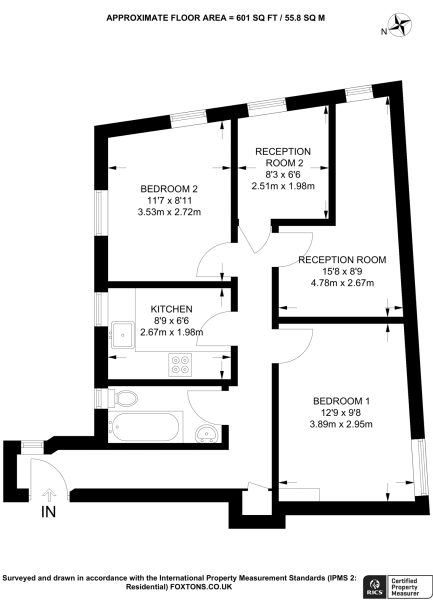 APPROXIMATE FLOOR AREA = 601 SQ FT / 55.8 SQ M
N
RECEPTION
ROOM 2
8'3 x 6'6
2.51m x 1.98m
BEDROOM 2
11'7 x 8'11
3.53m x 2.72m
RECEPTION ROOM
15'8 x 8'9
4.78m x 2.67m
KITCHEN
8'9 x 6'6
2.67m x 1.98m
BEDROOM 1
12'9 x 9'8
3.89m x 2.95m
IN
Surveyed and drawn in accordance with the International Property Measurement Standards (IPMS 2:
Residential) FOXTONS.CO.UK
RICS
Certified
Property
Measurer